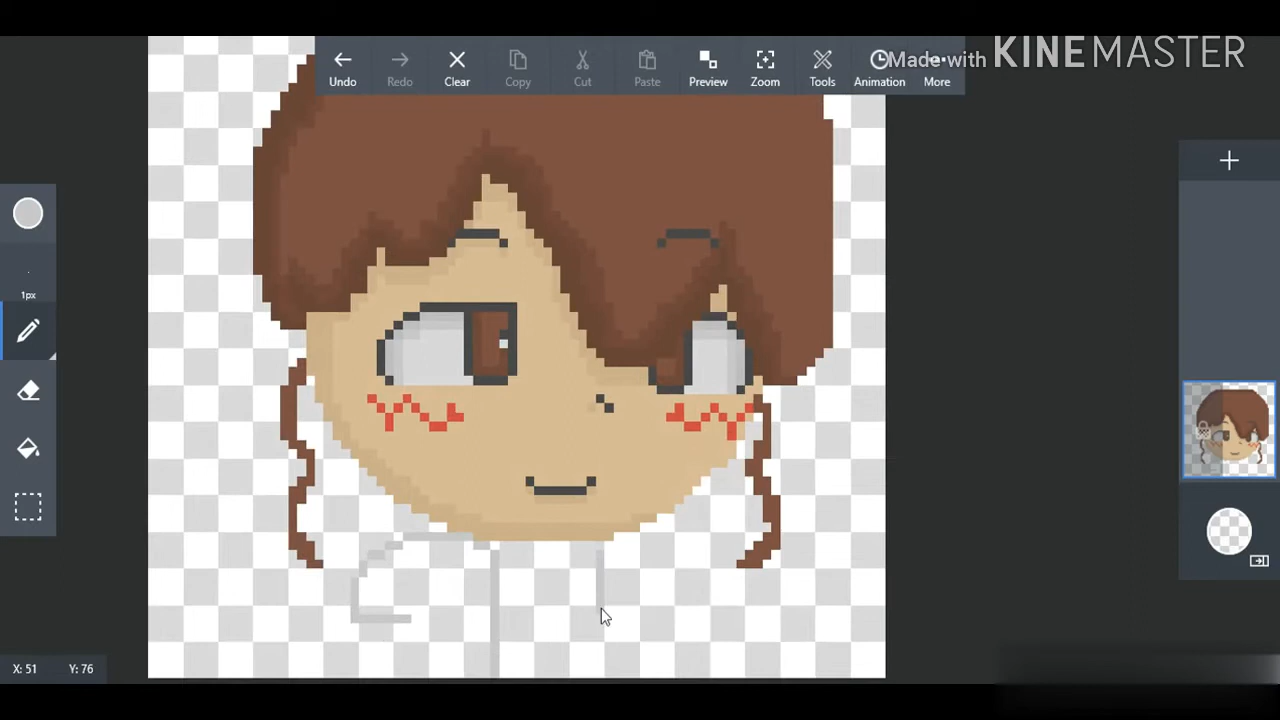 Made with KINEMASTER
Undo Redo Clear Copy Cut Paste Preview Zoom Tools Animation More
1px
X: 51 Y: 76